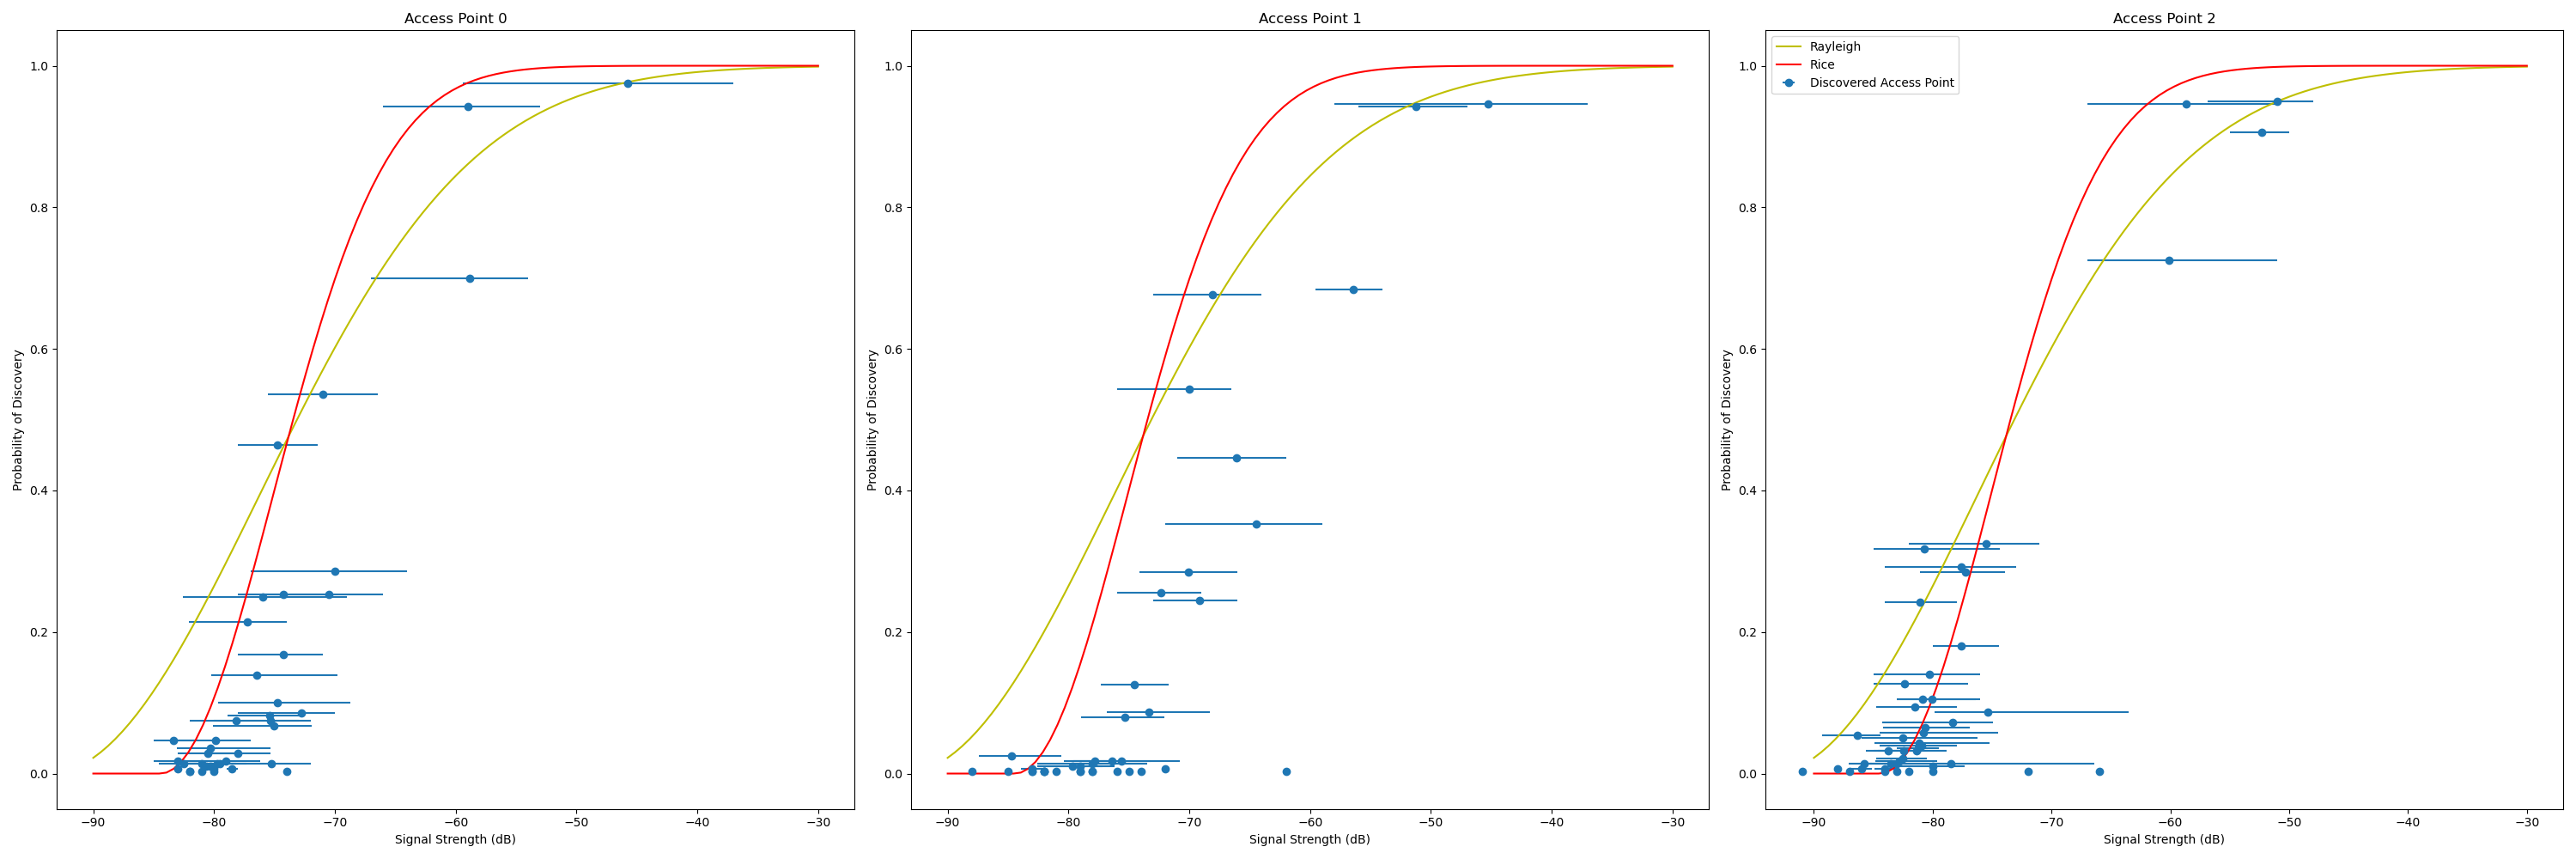 Access Point 0
Probability of Discovery
1.0
0.8
0.6
0.4
0.2
0.0
−90 −80 −70 −60 −50 −40 −30
Signal Strength (dB)
Access Point 1
Probability of Discovery
1.0
0.8
0.6
0.4
0.2
0.0
−90 −80 −70 −60 −50 −40 −30
Signal Strength (dB)
Access Point 2
Rayleigh
Rice
Discovered Access Point
Probability of Discovery
1.0
0.8
0.6
0.4
0.2
0.0
−90 −80 −70 −60 −50 −40 −30
Signal Strength (dB)